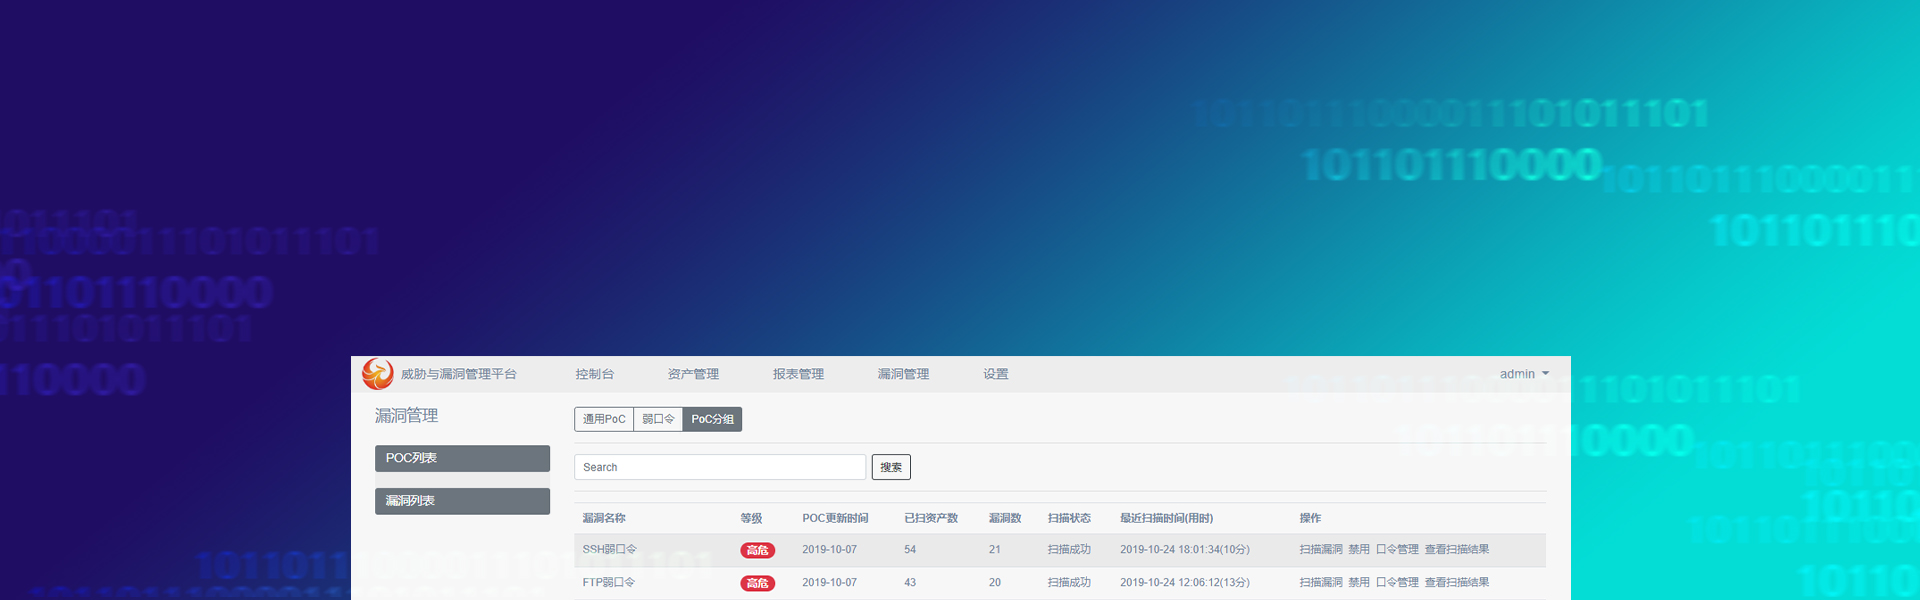 10110111000011101011101
101101110000
威胁与漏洞管理平台 控制台 资产管理 报表管理 漏洞管理 设置 admin
漏洞管理
通用PoC 弱口令 PoC分组
POC列表
Search 搜索
漏洞列表
漏洞名称 等级 POC更新时间 已扫资产数 漏洞数 扫描状态 最近扫描时间(用时) 操作
SSH弱口令 高危 2019-10-07 54 21 扫描成功 2019-10-24 18:01:34(10分) 扫描漏洞 禁用 口令管理 查看扫描结果
FTP弱口令 高危 2019-10-07 43 20 扫描成功 2019-10-24 12:06:12(13分) 扫描漏洞 禁用 口令管理 查看扫描结果